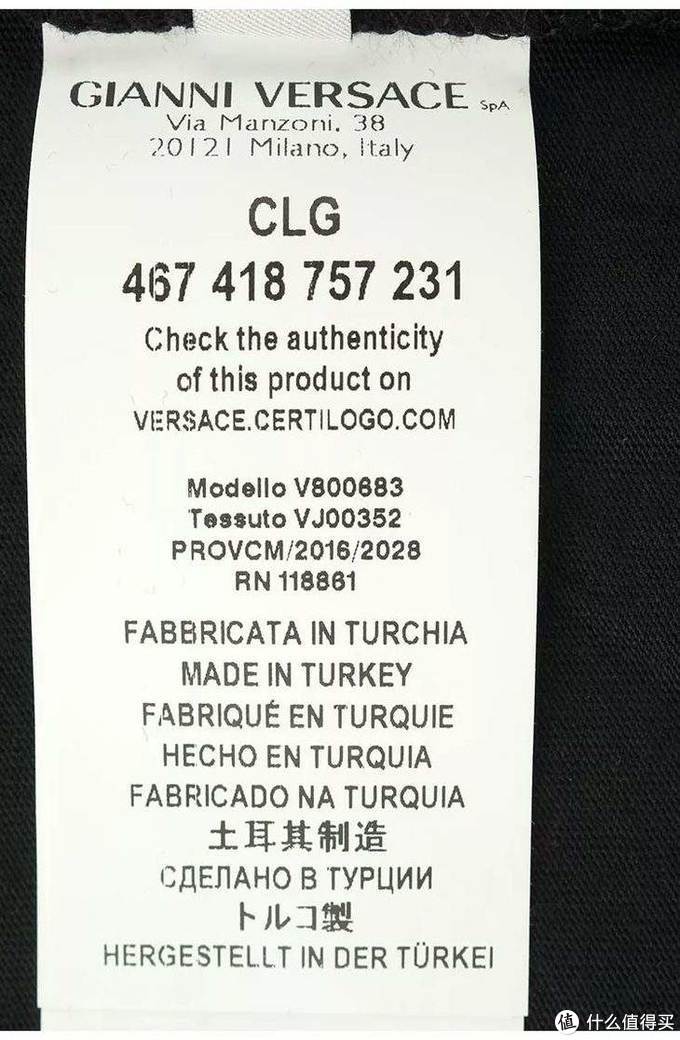 GIANNI VERSACE SpA
Via Manzoni. 38
20121 Milano, Italy
CLG
467 418 757 231
Check the authenticity
of this product on
VERSACE.CERTILOGO.COM
Modello V800683
Tessuto VJ00352
PROVCM/2016/2028
RN 118861
FABBRICATA IN TURCHIA
MADE IN TURKEY
FABRIQUÉ EN TURQUIE
HECHO EN TURQUIA
FABRICADO NA TURQUIA
土耳其制造
СДЕЛАНО В ТУРЦИИ
トルコ製
HERGESTELLT IN DER TÜRKEI
值 什么值得买